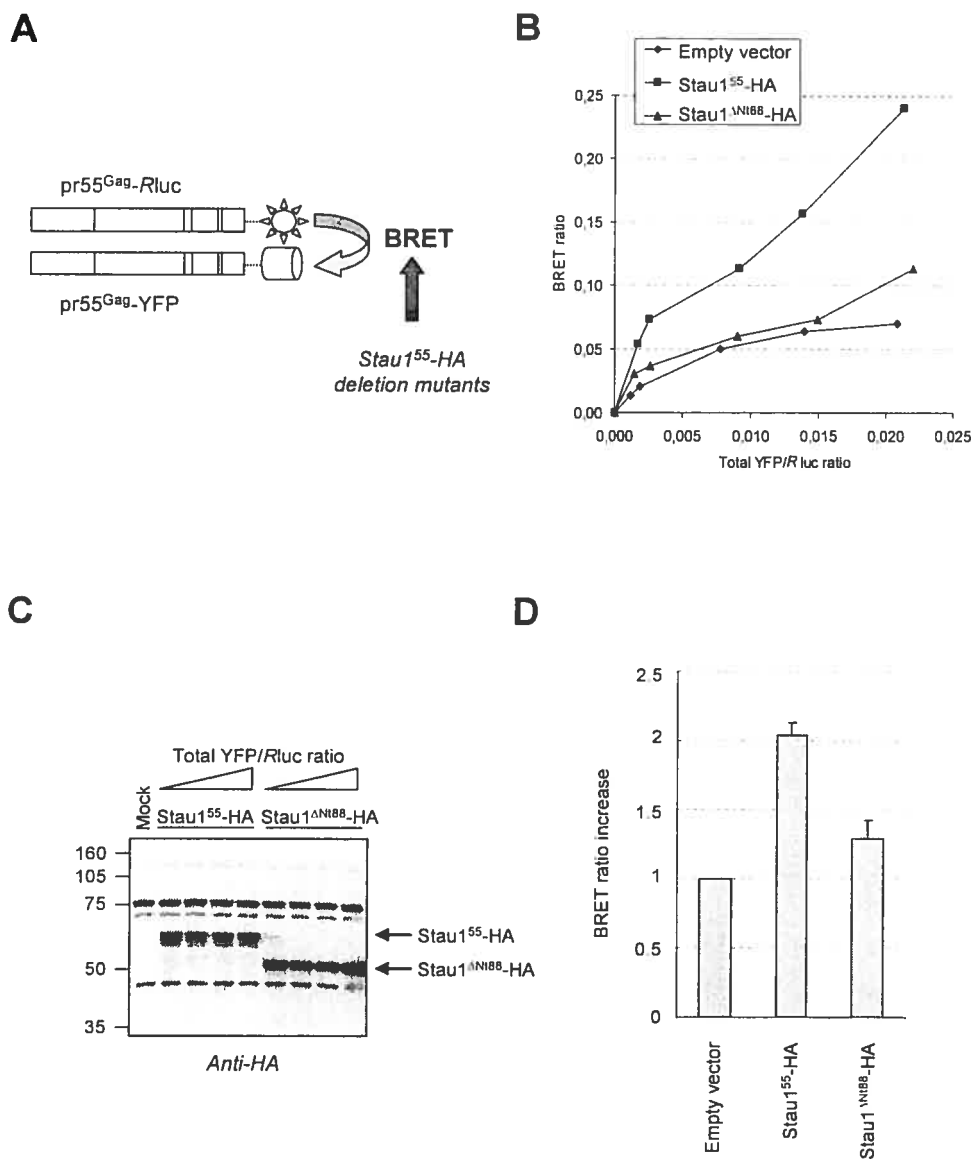 A
pr55Gag-Rluc
pr55Gag-YFP
BRET
Stau155-HA
deletion mutants
B
Empty vector
Stau155-HA
Stau1\Nt88-HA
0,25
0,20
0,15
0,10
0,05
0,00
BRET ratio
0,000 0,005 0,010 0,015 0,020 0,025
Total YFP/Rluc ratio
C
Total YFP/Rluc ratio
Mock
Stau155-HA Stau1ΔNt88-HA
160
105
75
50
35
Stau155-HA
Stau1ΔNt88-HA
Anti-HA
D
2.5
2
1.5
1
0.5
0
BRET ratio increase
Empty vector
Stau155-HA
Stau1\Nt88-HA